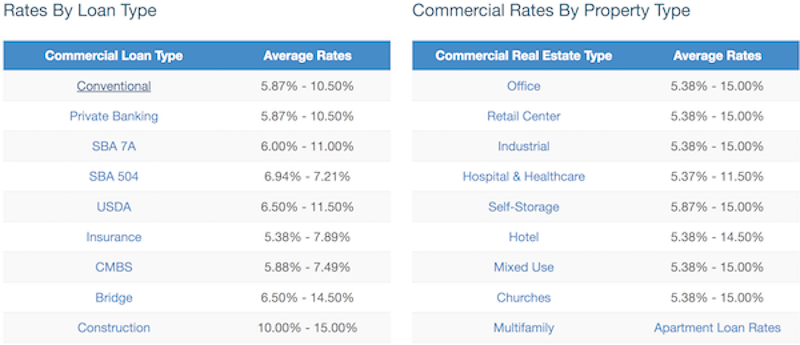 Rates By Loan Type
Commercial Loan Type Average Rates
Conventional 5.87% - 10.50%
Private Banking 5.87% - 10.50%
SBA 7A 6.00% - 11.00%
SBA 504 6.94% - 7.21%
USDA 6.50% - 11.50%
Insurance 5.38% - 7.89%
CMBS 5.88% - 7.49%
Bridge 6.50% - 14.50%
Construction 10.00% - 15.00%
Commercial Rates By Property Type
Commercial Real Estate Type Average Rates
Office 5.38% - 15.00%
Retail Center 5.38% - 15.00%
Industrial 5.38% - 15.00%
Hospital & Healthcare 5.37% - 11.50%
Self-Storage 5.87% - 15.00%
Hotel 5.38% - 14.50%
Mixed Use 5.38% - 15.00%
Churches 5.38% - 15.00%
Multifamily Apartment Loan Rates